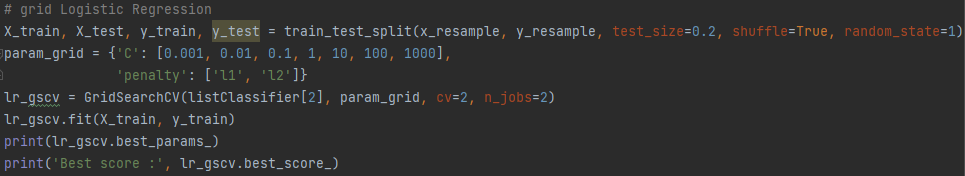 # grid Logistic Regression
X_train, X_test, y_train, y_test = train_test_split(x_resample, y_resample, test_size=0.2, shuffle=True, random_state=1)
param_grid = {'C': [0.001, 0.01, 0.1, 1, 10, 100, 1000],
'penalty': ['l1', 'l2']}
lr_gscv = GridSearchCV(listClassifier[2], param_grid, cv=2, n_jobs=2)
lr_gscv.fit(X_train, y_train)
print(lr_gscv.best_params_)
print('Best score :', lr_gscv.best_score_)